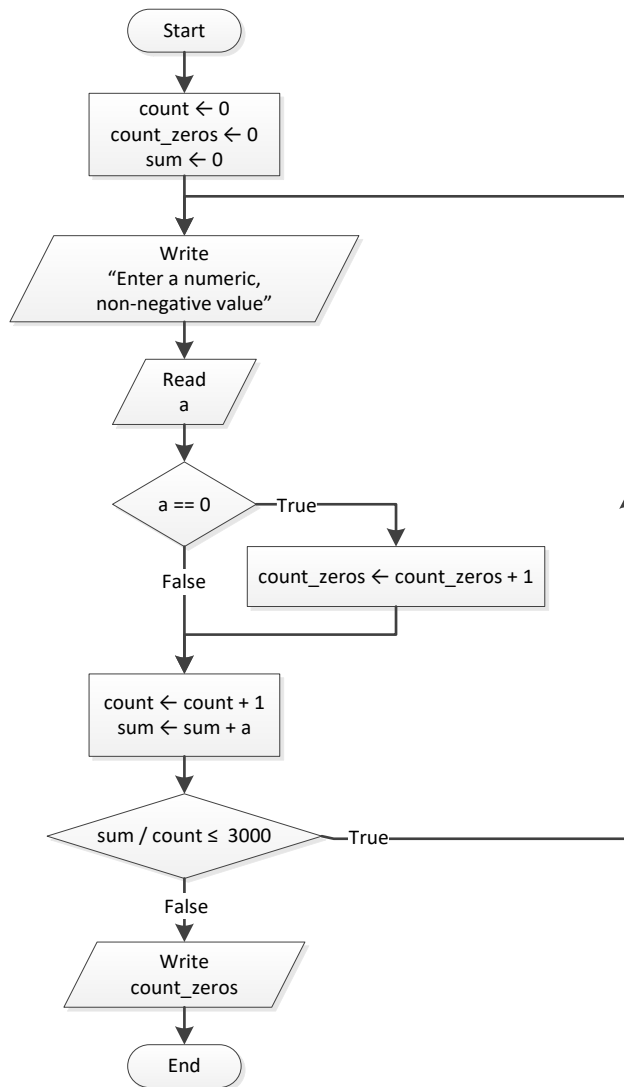 Start
count ← 0
count_zeros ← 0
sum ← 0
Write
“Enter a numeric,
non-negative value”
Read
a
a == 0
True
False
count_zeros ← count_zeros + 1
count ← count + 1
sum ← sum + a
sum / count ≤ 3000
True
False
Write
count_zeros
End